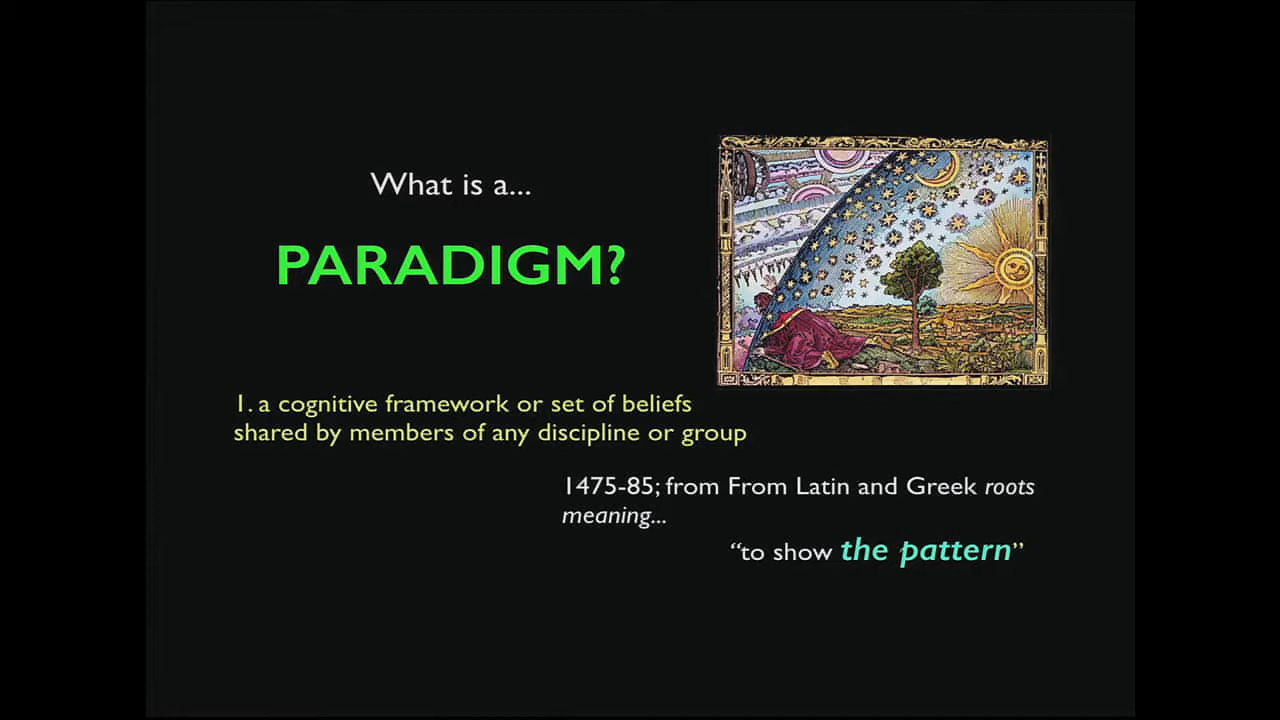 What is a...
PARADIGM?
1. a cognitive framework or set of beliefs
shared by members of any discipline or group
1475-85; from From Latin and Greek roots
meaning...
“to show the pattern”